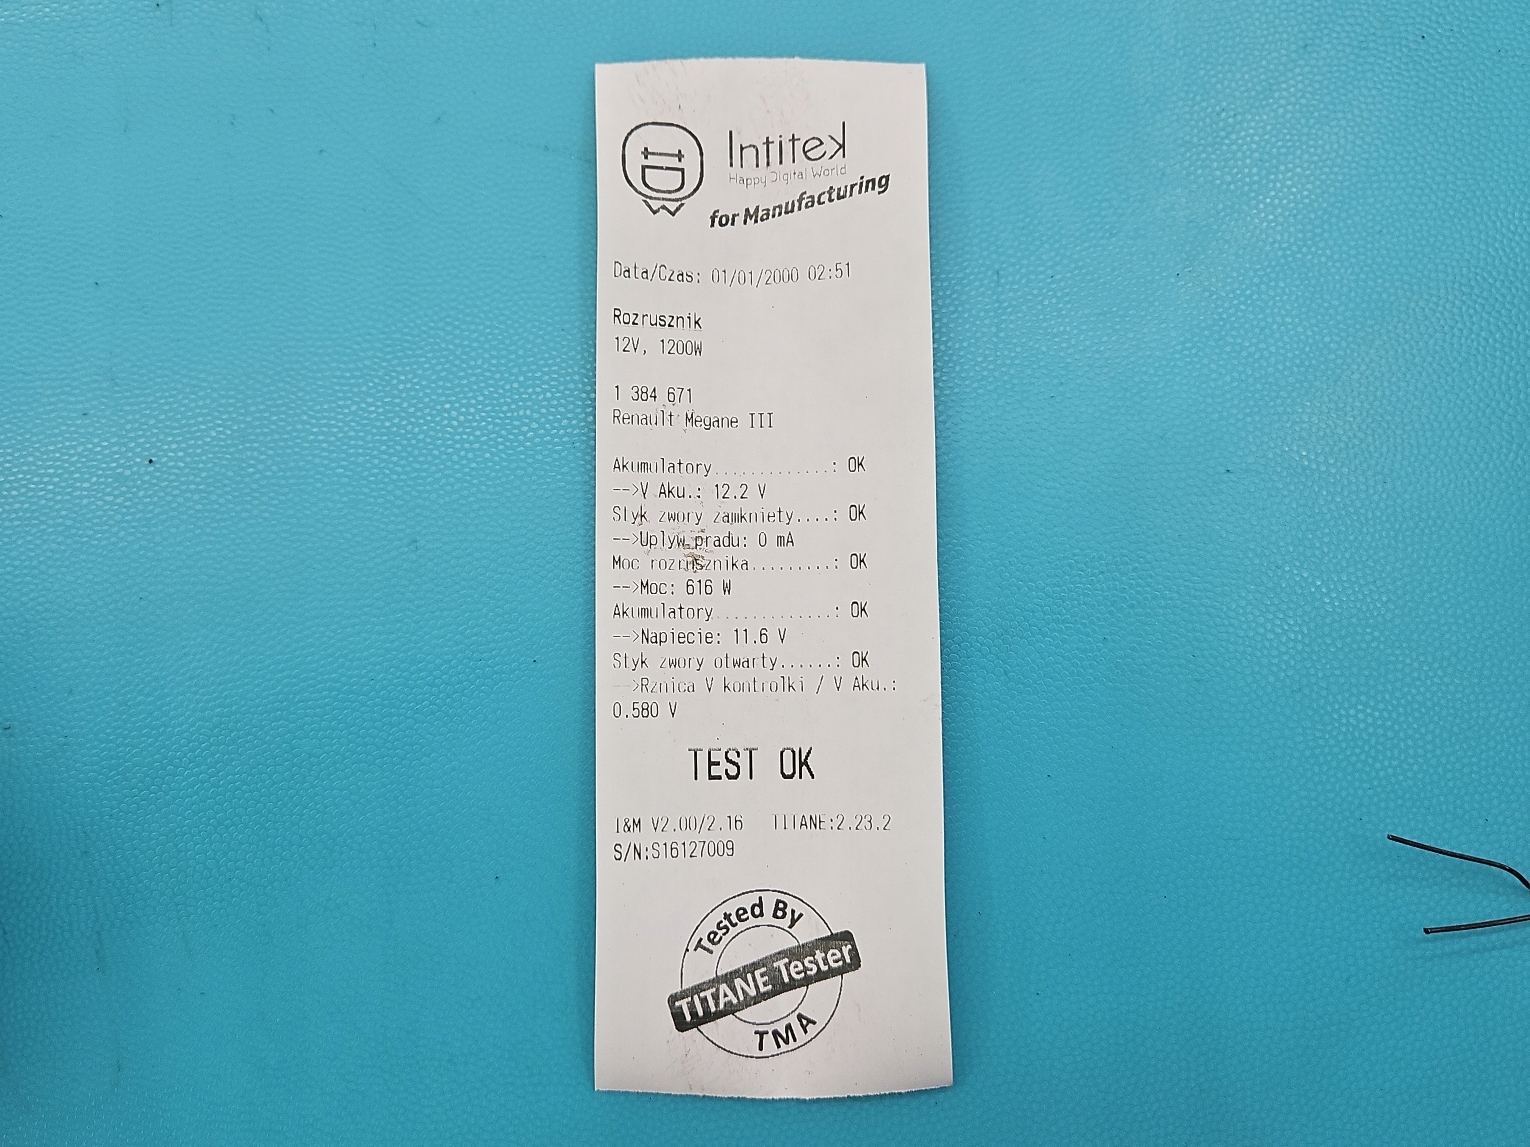 Intitek
Happy Digital World
for Manufacturing
Data/Czas: 01/01/2000 02:51
Rozrusznik
12V, 1200W
1 384 671
Renault Megane III
Akumulatory.............: OK
-->V Aku.: 12.2 V
Styk zwory zamkniety....: OK
-->Uplyw pradu: 0 mA
Moc rozrusznika.........: OK
-->Moc: 616 W
Akumulatory.............: OK
-->Napiecie: 11.6 V
Styk zwory otwarty......: OK
-->Rznica V kontrolki / V Aku.:
0.580 V
TEST OK
I&M V2.00/2.16 TITANE:2.23.2
S/N:S16127009
Tested By
TITANE Tester
TMA